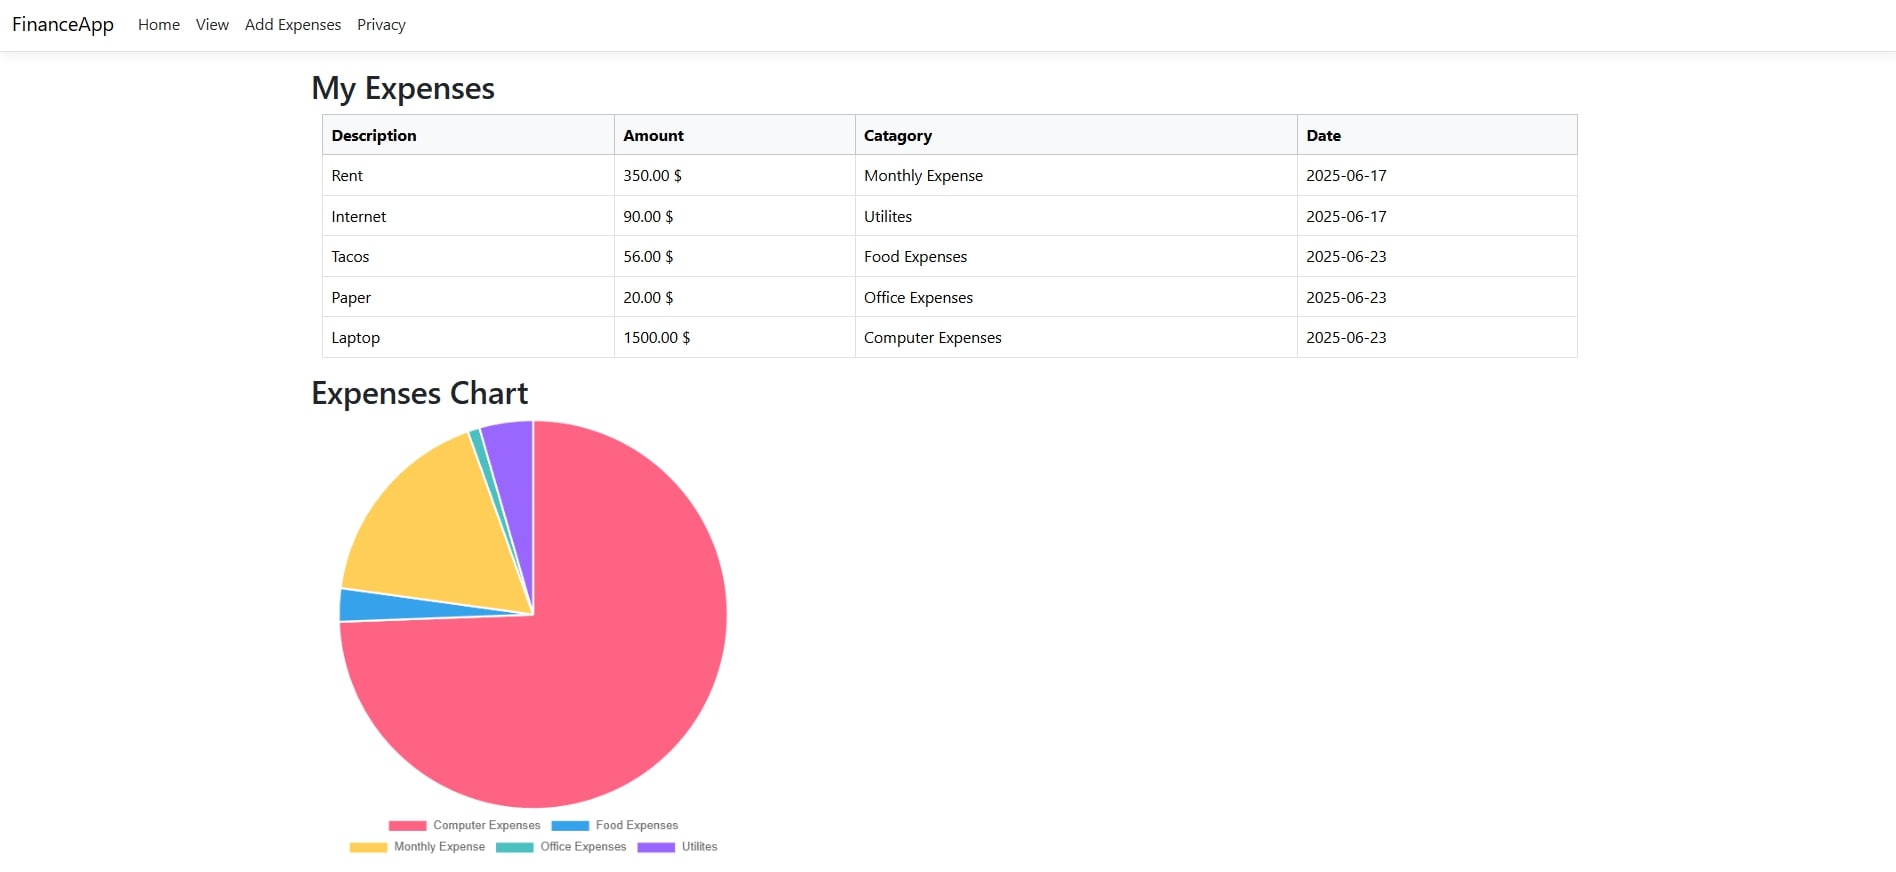 FinanceApp Home View Add Expenses Privacy
My Expenses
Description Amount Catagory Date
Rent 350.00 $ Monthly Expense 2025-06-17
Internet 90.00 $ Utilites 2025-06-17
Tacos 56.00 $ Food Expenses 2025-06-23
Paper 20.00 $ Office Expenses 2025-06-23
Laptop 1500.00 $ Computer Expenses 2025-06-23
Expenses Chart
Computer Expenses Food Expenses
Monthly Expense Office Expenses Utilites